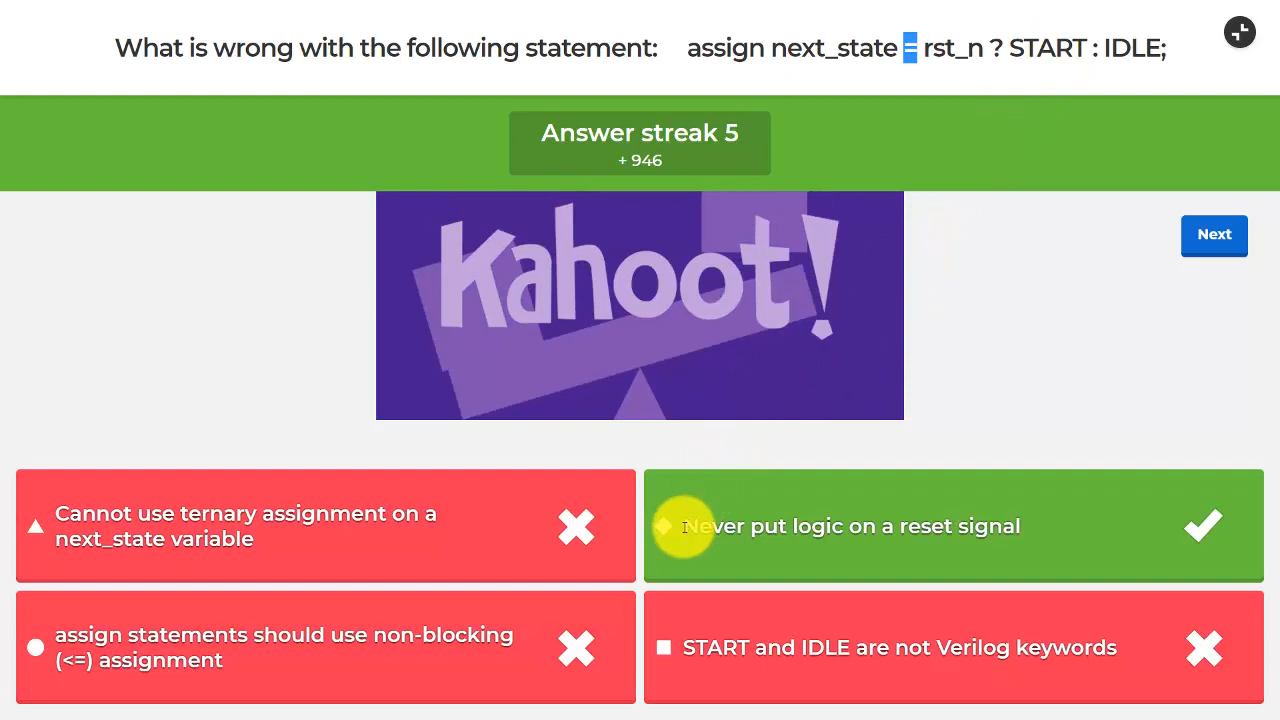 What is wrong with the following statement: assign next_state = rst_n ? START : IDLE;
Answer streak 5
+ 946
Kahoot!
Next
Cannot use ternary assignment on a
next_state variable
Never put logic on a reset signal
assign statements should use non-blocking
(<=) assignment
START and IDLE are not Verilog keywords